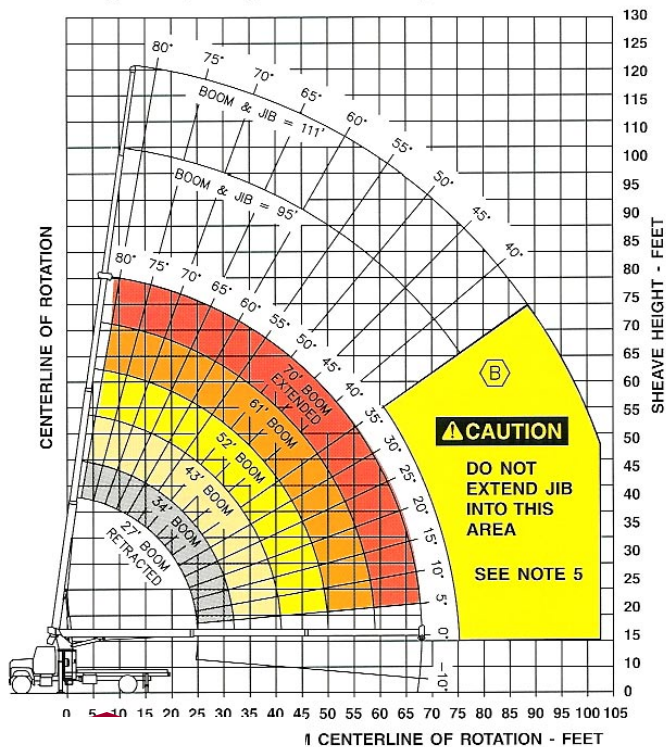 130
125
120
115
110
100
95
90
85
80
75
70
65
60
55
50
45
40
35
30
25
20
15
10
0
SHEAVE HEIGHT - FEET
CENTERLINE OF ROTATION
80° 75° 70° 65° 60° 55° 50° 45° 40°
BOOM & JIB = 111'
BOOM & JIB = 95'
80° 75° 70° 65° 60° 55° 50° 45° 40° 35° 30° 25° 20° 15° 10° 5° 0°
-10°
70' BOOM
EXTENDED
61' BOOM
52' BOOM
43' BOOM
34' BOOM
27' BOOM
RETRACTED
B
CAUTION
DO NOT
EXTEND JIB
INTO THIS
AREA
SEE NOTE 5
0 5 10 15 20 25 30 35 40 45 50 55 60 65 70 75 80 85 90 100 105
CENTERLINE OF ROTATION - FEET